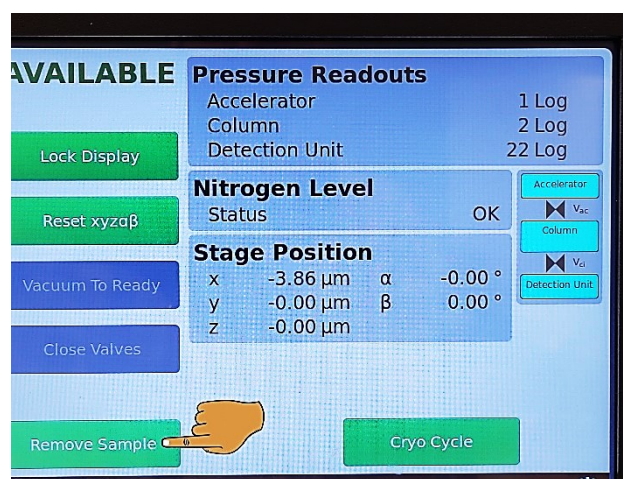 AVAILABLE
Lock Display
Reset xyzαβ
Vacuum To Ready
Close Valves
Remove Sample
Pressure Readouts
Accelerator 1 Log
Column 2 Log
Detection Unit 22 Log
Nitrogen Level
Status OK
Stage Position
x -3.86 µm α -0.00 °
y -0.00 µm β 0.00 °
z -0.00 µm
Accelerator
Vac
Column
Vci
Detection Unit
Cryo Cycle